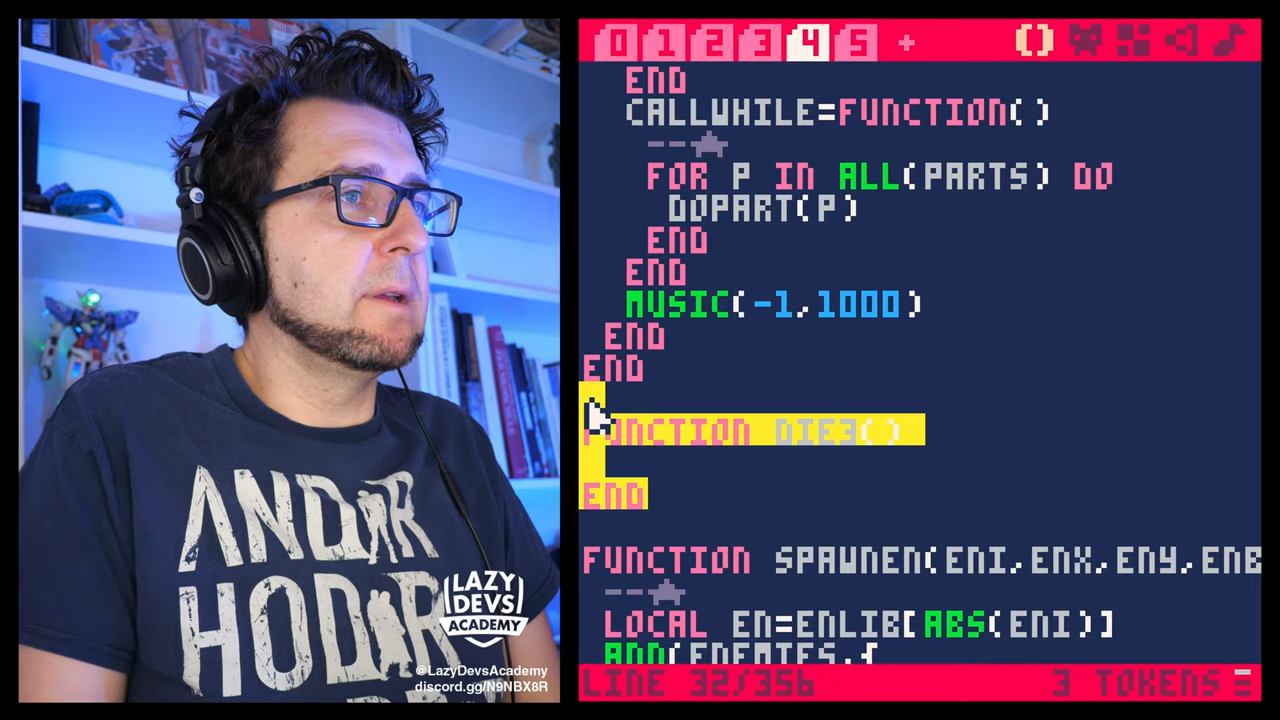 0 1 2 3 4 5 +
END
CALLWHILE=FUNCTION()
--
FOR P IN ALL(PARTS) DO
DOPART(P)
END
END
MUSIC(-1,1000)
END
END
FUNCTION DIE3()
END
FUNCTION SPAWNEN(ENI,ENX,ENY,ENB
--
LOCAL EN=ENLIB[ABS(ENI)]
ADD(ENEMIES,{
LINE 32/356
3 TOKENS
ANDOR
HODOR
LAZY
DEVS
ACADEMY
@LazyDevsAcademy
discord.gg/N9NBX8R